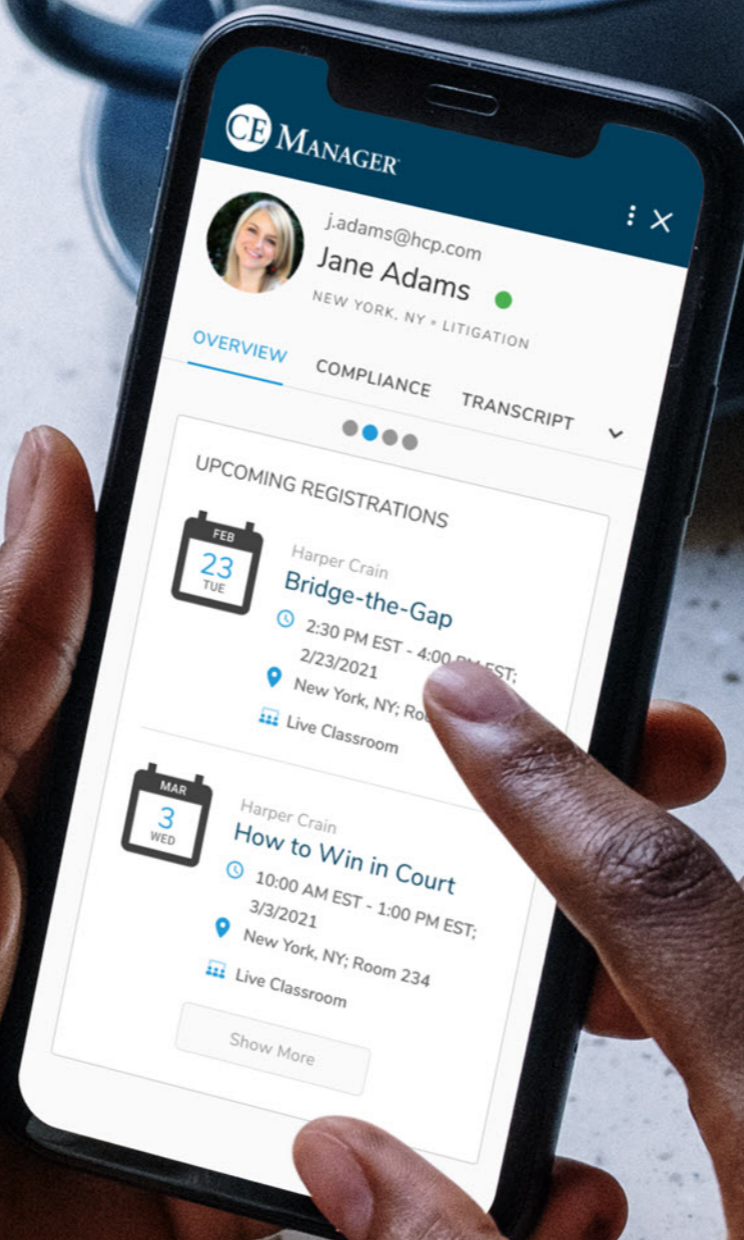 CE MANAGER
j.adams@hcp.com
Jane Adams
NEW YORK, NY • LITIGATION
OVERVIEW COMPLIANCE TRANSCRIPT
UPCOMING REGISTRATIONS
FEB
23
TUE
Harper Crain
Bridge-the-Gap
2:30 PM EST - 4:00 PM EST;
2/23/2021
New York, NY;
Live Classroom
MAR
3
WED
Harper Crain
How to Win in Court
10:00 AM EST - 1:00 PM EST;
3/3/2021
New York, NY; Room 234
Live Classroom
Show More